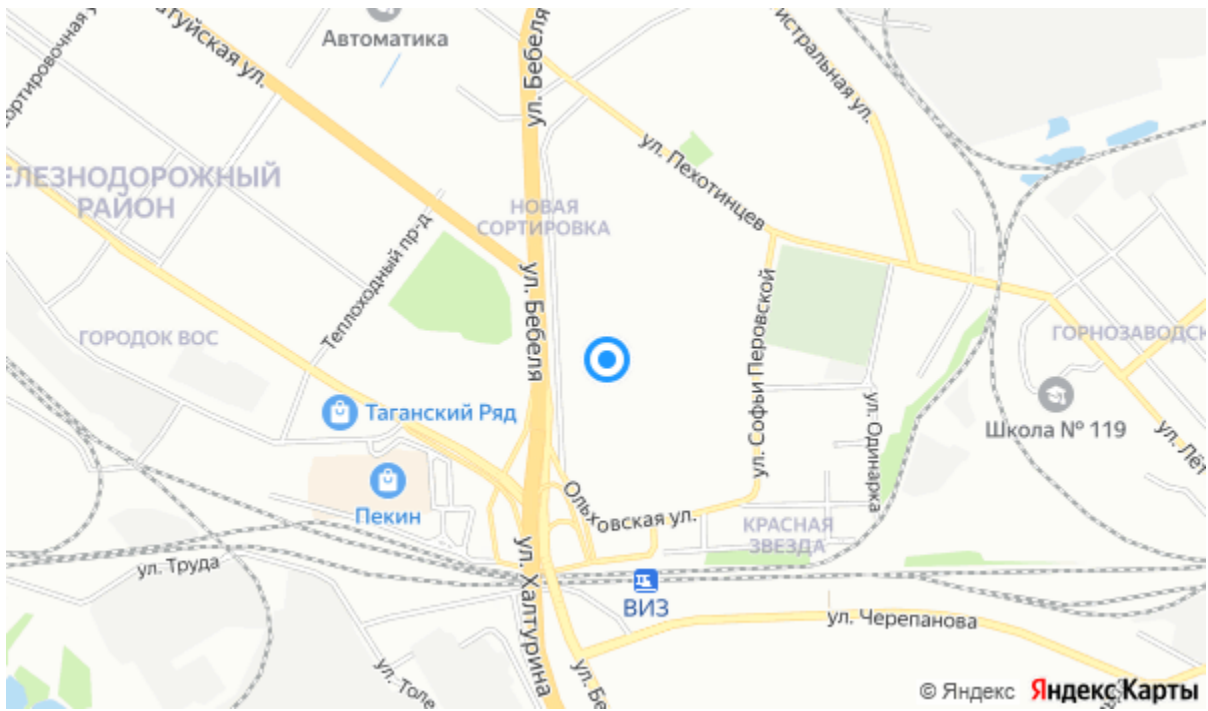 Автоматика
ул. Бебеля
ул. Пехотинцев
НОВАЯ
СОРТИРОВКА
РАЙОН
Теплоходный пр-д
ул. Бебеля
ул. Софьи Перовской
ГОРОДОК ВОС
Таганский Ряд
Школа № 119
ул. Одинарка
Пекин
Ольховская ул.
КРАСНАЯ
ЗВЕЗДА
ул. Труда
ул. Халтурина
ВИЗ
ул. Черепанова
© Яндекс Яндекс Карты